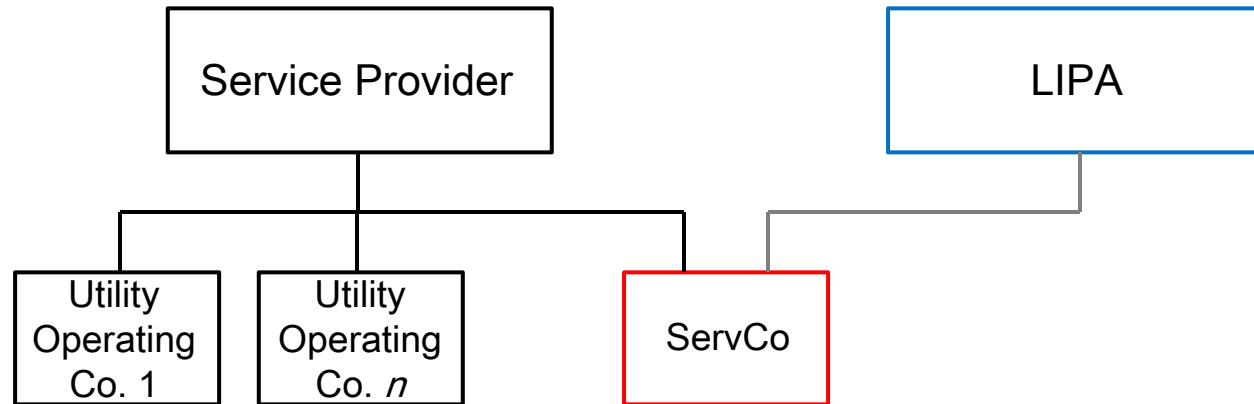 Service Provider
LIPA
Utility
Operating
Co. 1
Utility
Operating
Co. n
ServCo